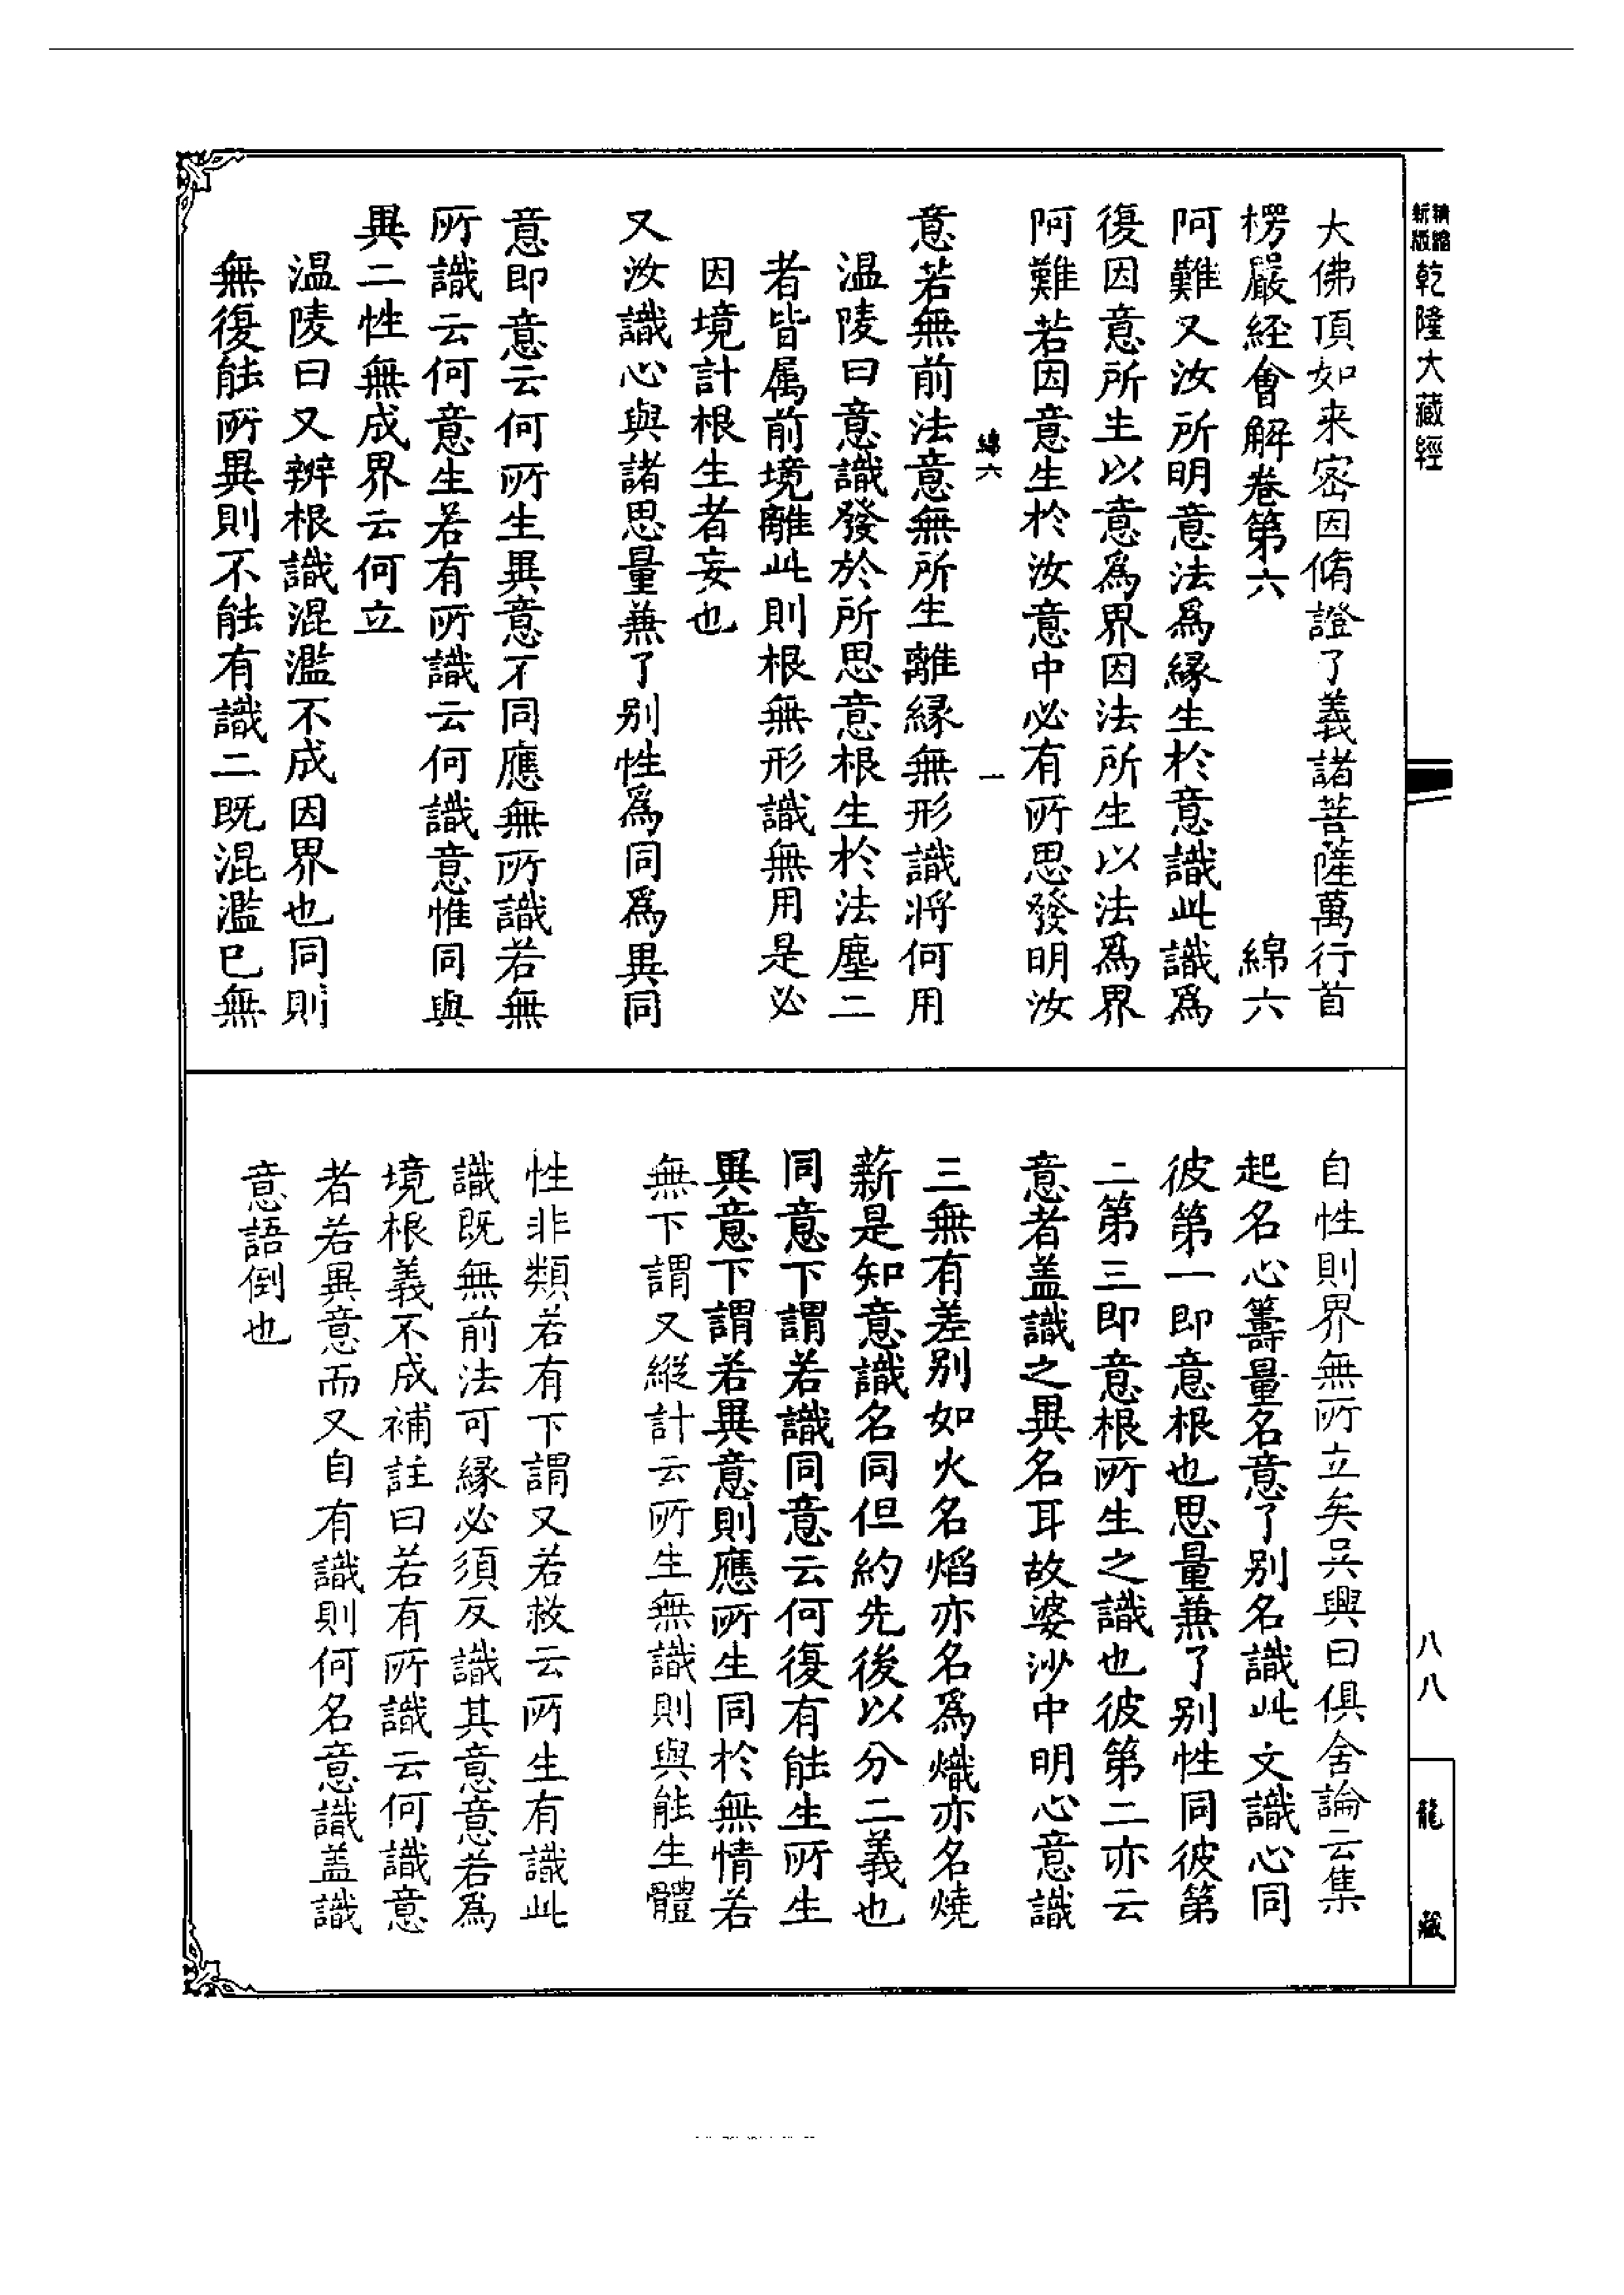 精縮新版乾隆大藏經
大佛頂如来密因脩證了義諸菩薩萬行首
楞嚴經會解卷第六 綿六
阿難又汝所明意法爲縁生於意識此識爲
復因意所生以意爲界因法所生以法爲界
阿難若因意生於汝意中必有所思發明汝
綿六 一
意若無前法意無所生離縁無形識将何用
温陵曰意識發於所思意根生於法塵二
者皆属前境離此則根無形識無用是必
因境計根生者妄也
又汝識心與諸思量兼了别性爲同爲異同
意即意云何所生異意不同應無所識若無
所識云何意生若有所識云何識意惟同與
異二性無成界云何立
温陵曰又辨根識混濫不成因界也同則
無復能所異則不能有識二既混濫已無
自性則界無所立矣吳興曰俱舍論云集
起名心籌量名意了别名識此文識心同
彼第一即意根也思量兼了别性同彼第
二第三即意根所生之識也彼第二亦云
意者盖識之異名耳故婆沙中明心意識
三無有差别如火名焰亦名爲熾亦名燒
薪是知意識名同但約先後以分二義也
同意下謂若識同意云何復有能生所生
異意下謂若異意則應所生同於無情若
無下謂又縱計云所生無識則與能生體
性非類若有下謂又若救云所生有識此
識既無前法可縁必須反識其意意若爲
境根義不成補註曰若有所識云何識意
者若異意而又自有識則何名意識盖識
意語倒也
八八
龍藏